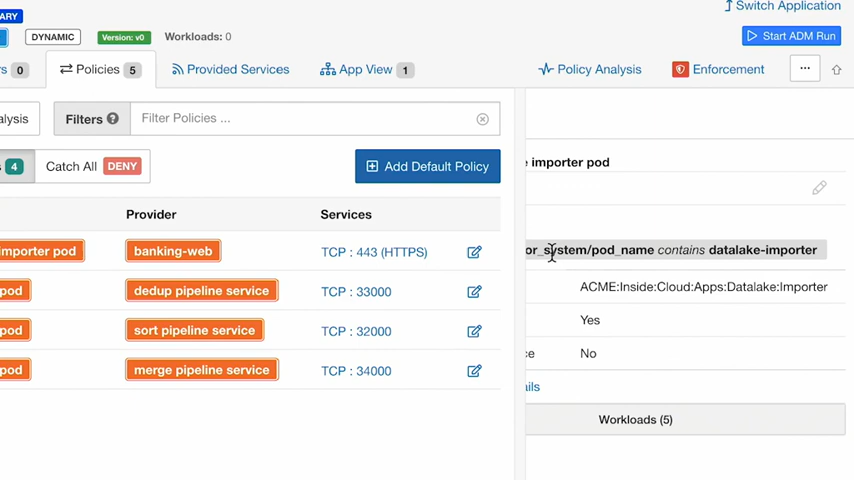 ARY
Switch Application
DYNAMIC
Version: v0
Workloads: 0
Start ADM Run
rs 0
Policies 5
Provided Services
App View 1
Policy Analysis
Enforcement
...
alysis
Filters
Filter Policies ...
4
Catch All DENY
Add Default Policy
importer pod
Provider
Services
importer pod
banking-web
TCP : 443 (HTTPS)
or_system/pod_name contains datalake-importer
pod
dedup pipeline service
TCP : 33000
ACME:Inside:Cloud:Apps:Datalake:Importer
pod
sort pipeline service
TCP : 32000
Yes
ce
No
pod
merge pipeline service
TCP : 34000
ails
Workloads (5)